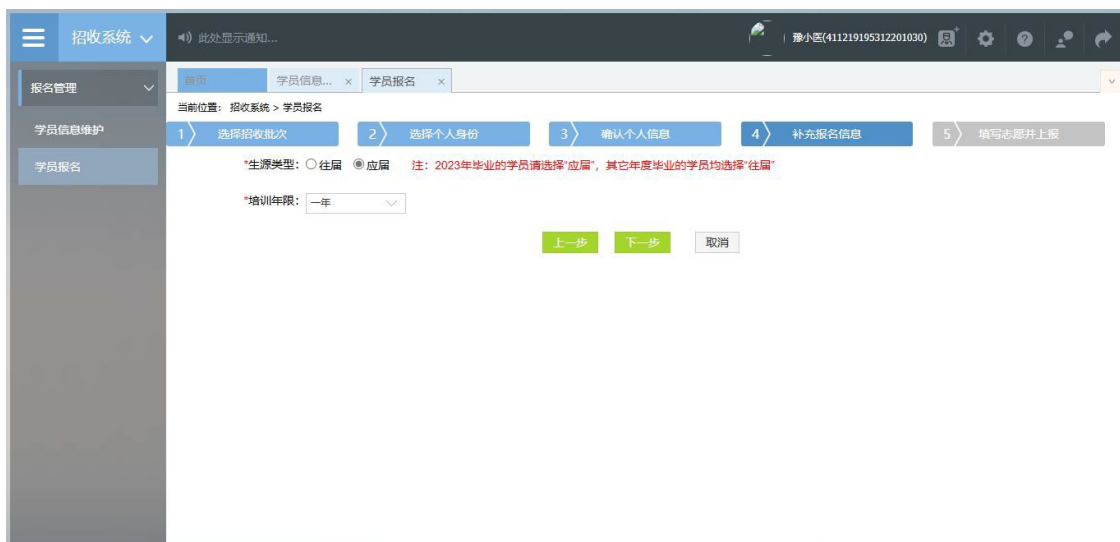 招收系统
此处显示通知...
豫小医(411219195312201030)
报名管理
首页
学员信息... ×
学员报名 ×
当前位置：招收系统 > 学员报名
学员信息维护
学员报名
1 选择招收批次
2 选择个人身份
3 确认个人信息
4 补充报名信息
5 填写志愿并上报
*生源类型：往届 应届 注：2023年毕业的学员请选择“应届”，其它年度毕业的学员均选择“往届”
*培训年限：一年
上一步 下一步 取消